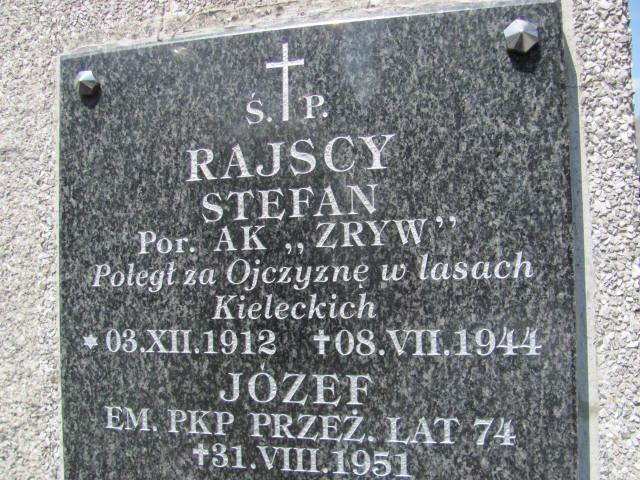 Ś. P.
RAJSCY
STEFAN
Por. AK „ZRYW”
Poległ za Ojczyznę w lasach
Kieleckich
*03.XII.1912 †08.VII.1944
JÓZEF
EM. PKP PRZEŻ. LAT 74
†31.VIII.1951